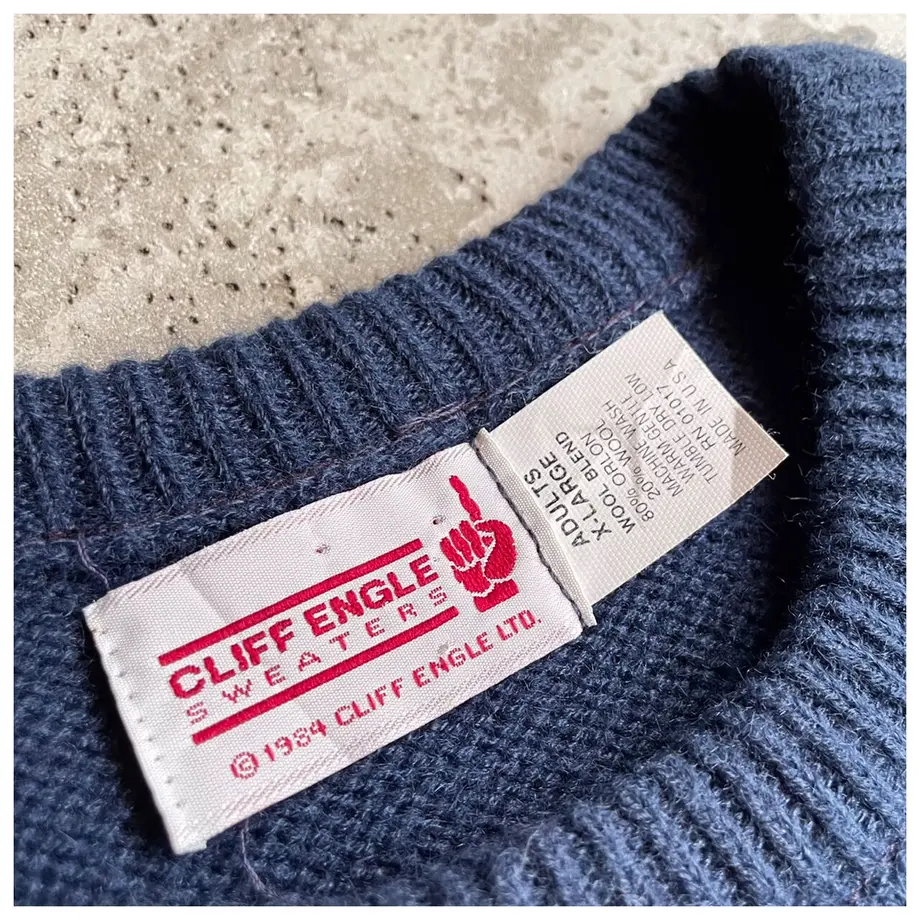 CLIFF ENGLE
SWEATERS
©1984 CLIFF ENGLE LTD.
ADULTS
X-LARGE
WOOL BLEND
80% ORLON
20% WOOL
MACHINE WASH
WARM GENTLE
TUMBLE DRY LOW
RN 01017
MADE IN U.S.A